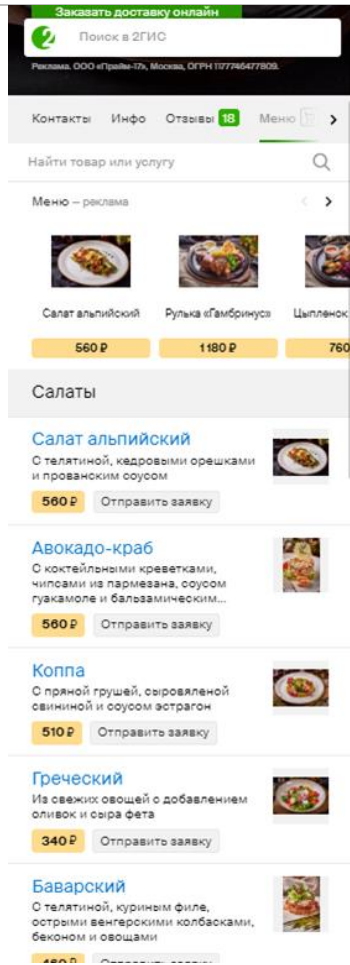 Заказать доставку онлайн
Поиск в 2ГИС
Реклама. ООО «Прайм-17», Москва, ОГРН 1177746477809.
Контакты Инфо Отзывы 18 Меню
Найти товар или услугу
Меню – реклама
Салат альпийский Рулька «Гамбринус» Цыпленок
560 ₽ 1180 ₽ 760
Салаты
Салат альпийский
С телятиной, кедровыми орешками
и прованским соусом
560 ₽ Отправить заявку
Авокадо-краб
С коктейльными креветками,
чипсами из пармезана, соусом
гуакамоле и бальзамическим...
560 ₽ Отправить заявку
Коппа
С пряной грушей, сыровяленой
свининой и соусом эстрагон
510 ₽ Отправить заявку
Греческий
Из свежих овощей с добавлением
оливок и сыра фета
340 ₽ Отправить заявку
Баварский
С телятиной, куриным филе,
острыми венгерскими колбасками,
беконом и овощами
460 ₽ Отправить заявку